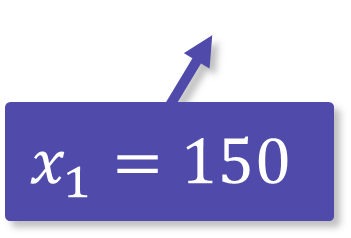 x₁ = 150